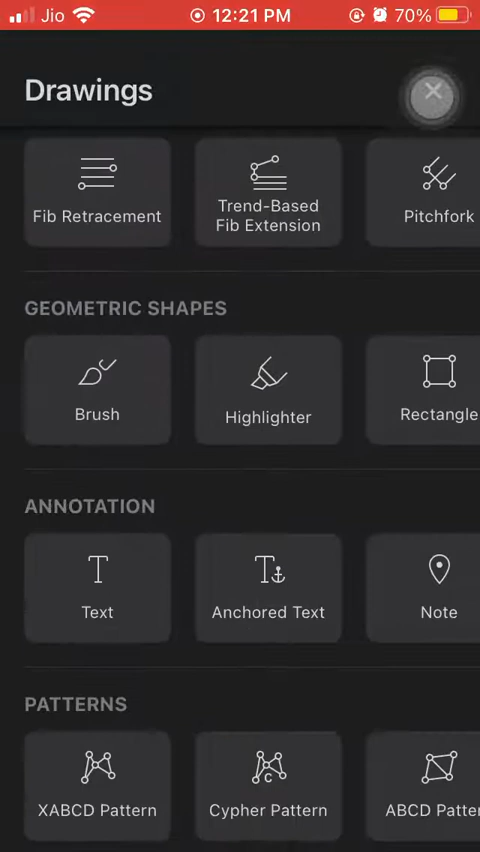 Jio 12:21 PM 70%
Drawings
Fib Retracement
Trend-Based
Fib Extension
Pitchfork
GEOMETRIC SHAPES
Brush
Highlighter
Rectangle
ANNOTATION
Text
Anchored Text
Note
PATTERNS
XABCD Pattern
Cypher Pattern
ABCD Patte